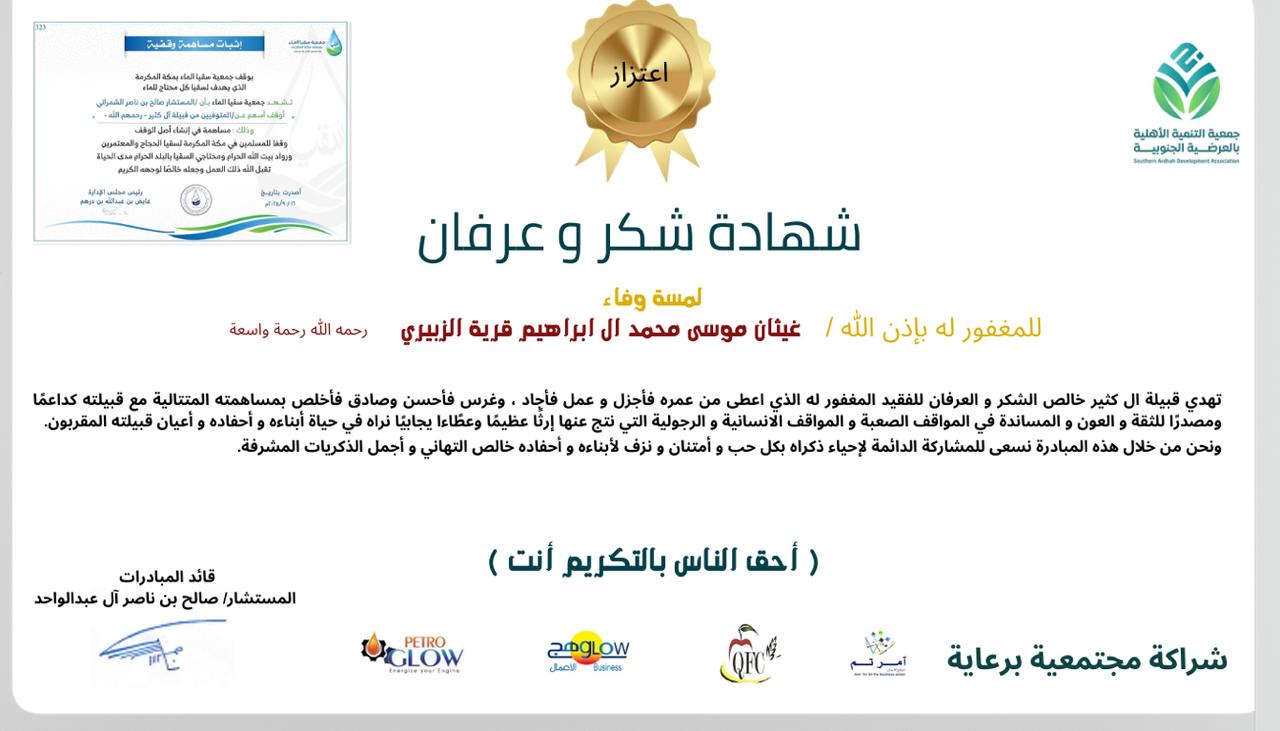 323
إثبات مساهمة وقفية
جمعية سقيا الماء
بوقف جمعية سقيا الماء بمكة المكرمة
الذي يهدف لسقيا كل محتاج للماء
تشهد جمعية سقيا الماء بأن /المستشار صالح بن ناصر الشمراني
أوقف أسهم عن/المتوفيين من قبيلة آل كثير - رحمهم الله -
وذلك : مساهمة في إنشاء أصل الوقف
وقفا للمسلمين في مكة المكرمة لسقيا الحجاج والمعتمرين
ورواد بيت الله الحرام ومحتاجي السقيا بالبلد الحرام مدى الحياة
تقبل الله ذلك العمل وجعله خالصًا لوجهه الكريم
أصدرت بتاريخ
رئيس مجلس الإدارة
عايض بن عبدالله بن درهم
اعتزاز
جمعية التنمية الأهلية
بالعرضية الجنوبية
Southern Ardhah Development Association
شهادة شكر و عرفان
لمسة وفاء
للمغفور له بإذن الله / غيثان موسى محمد ال ابراهيم قرية الزبيري رحمه الله رحمة واسعة
تهدي قبيلة ال كثير خالص الشكر و العرفان للفقيد المغفور له الذي اعطى من عمره فأجزل و عمل فأجاد ، وغرس فأحسن وصادق فأخلص بمساهمته المتتالية مع قبيلته كداعمًا
ومصدرًا للثقة و العون و المساندة في المواقف الصعبة و المواقف الانسانية و الرجولية التي نتج عنها إرثًا عظيمًا وعطًاءا يجابيًا نراه في حياة أبناءه و أحفاده و أعيان قبيلته المقربون.
ونحن من خلال هذه المبادرة نسعى للمشاركة الدائمة لإحياء ذكراه بكل حب و أمتنان و نزف لأبناءه و أحفاده خالص التهاني و أجمل الذكريات المشرفة.
( أحق الناس بالتكريم أنت )
قائد المبادرات
المستشار/ صالح بن ناصر آل عبدالواحد
شراكة مجتمعية برعاية
آمر تم
QFC
هج GLOW
الأعمال Business
PETRO
GLOW
Energize your Engine